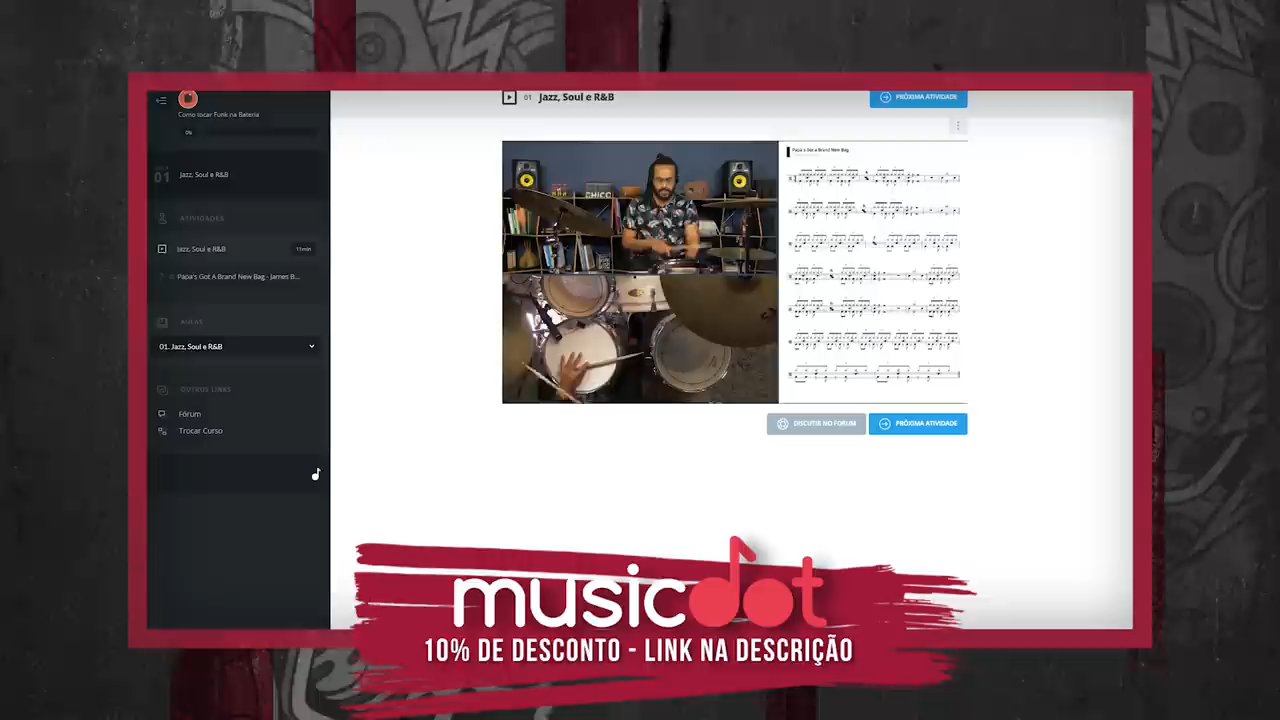 Como tocar Funk na Bateria
0%
01 Jazz, Soul e R&B
ATIVIDADES
Jazz, Soul e R&B 11min
Papa's Got A Brand New Bag - James B...
AULAS
01. Jazz, Soul e R&B
OUTROS LINKS
Fórum
Trocar Curso
01 Jazz, Soul e R&B
PRÓXIMA ATIVIDADE
CHICO
Papa's Got a Brand New Bag
DISCUTIR NO FORUM
PRÓXIMA ATIVIDADE
musicdot
10% DE DESCONTO - LINK NA DESCRIÇÃO